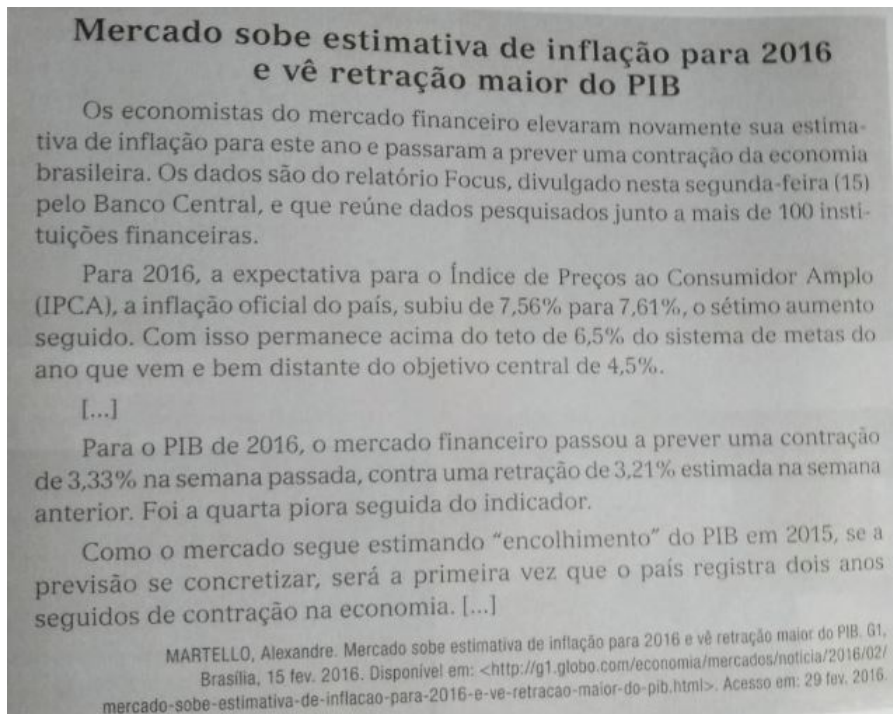 Mercado sobe estimativa de inflação para 2016
e vê retração maior do PIB
Os economistas do mercado financeiro elevaram novamente sua estima-
tiva de inflação para este ano e passaram a prever uma contração da economia
brasileira. Os dados são do relatório Focus, divulgado nesta segunda-feira (15)
pelo Banco Central, e que reúne dados pesquisados junto a mais de 100 insti-
tuições financeiras.
Para 2016, a expectativa para o Índice de Preços ao Consumidor Amplo
(IPCA), a inflação oficial do país, subiu de 7,56% para 7,61%, o sétimo aumento
seguido. Com isso permanece acima do teto de 6,5% do sistema de metas do
ano que vem e bem distante do objetivo central de 4,5%.
[...]
Para o PIB de 2016, o mercado financeiro passou a prever uma contração
de 3,33% na semana passada, contra uma retração de 3,21% estimada na semana
anterior. Foi a quarta piora seguida do indicador.
Como o mercado segue estimando "encolhimento" do PIB em 2015, se a
previsão se concretizar, será a primeira vez que o país registra dois anos
seguidos de contração na economia. [...]
MARTELLO, Alexandre. Mercado sobe estimativa de inflação para 2016 e vê retração maior do PIB. G1,
Brasília, 15 fev. 2016. Disponível em: <http://g1.globo.com/economia/mercados/noticia/2016/02/
mercado-sobe-estimativa-de-inflacao-para-2016-e-ve-retracao-maior-do-pib.html>. Acesso em: 29 fev. 2016.